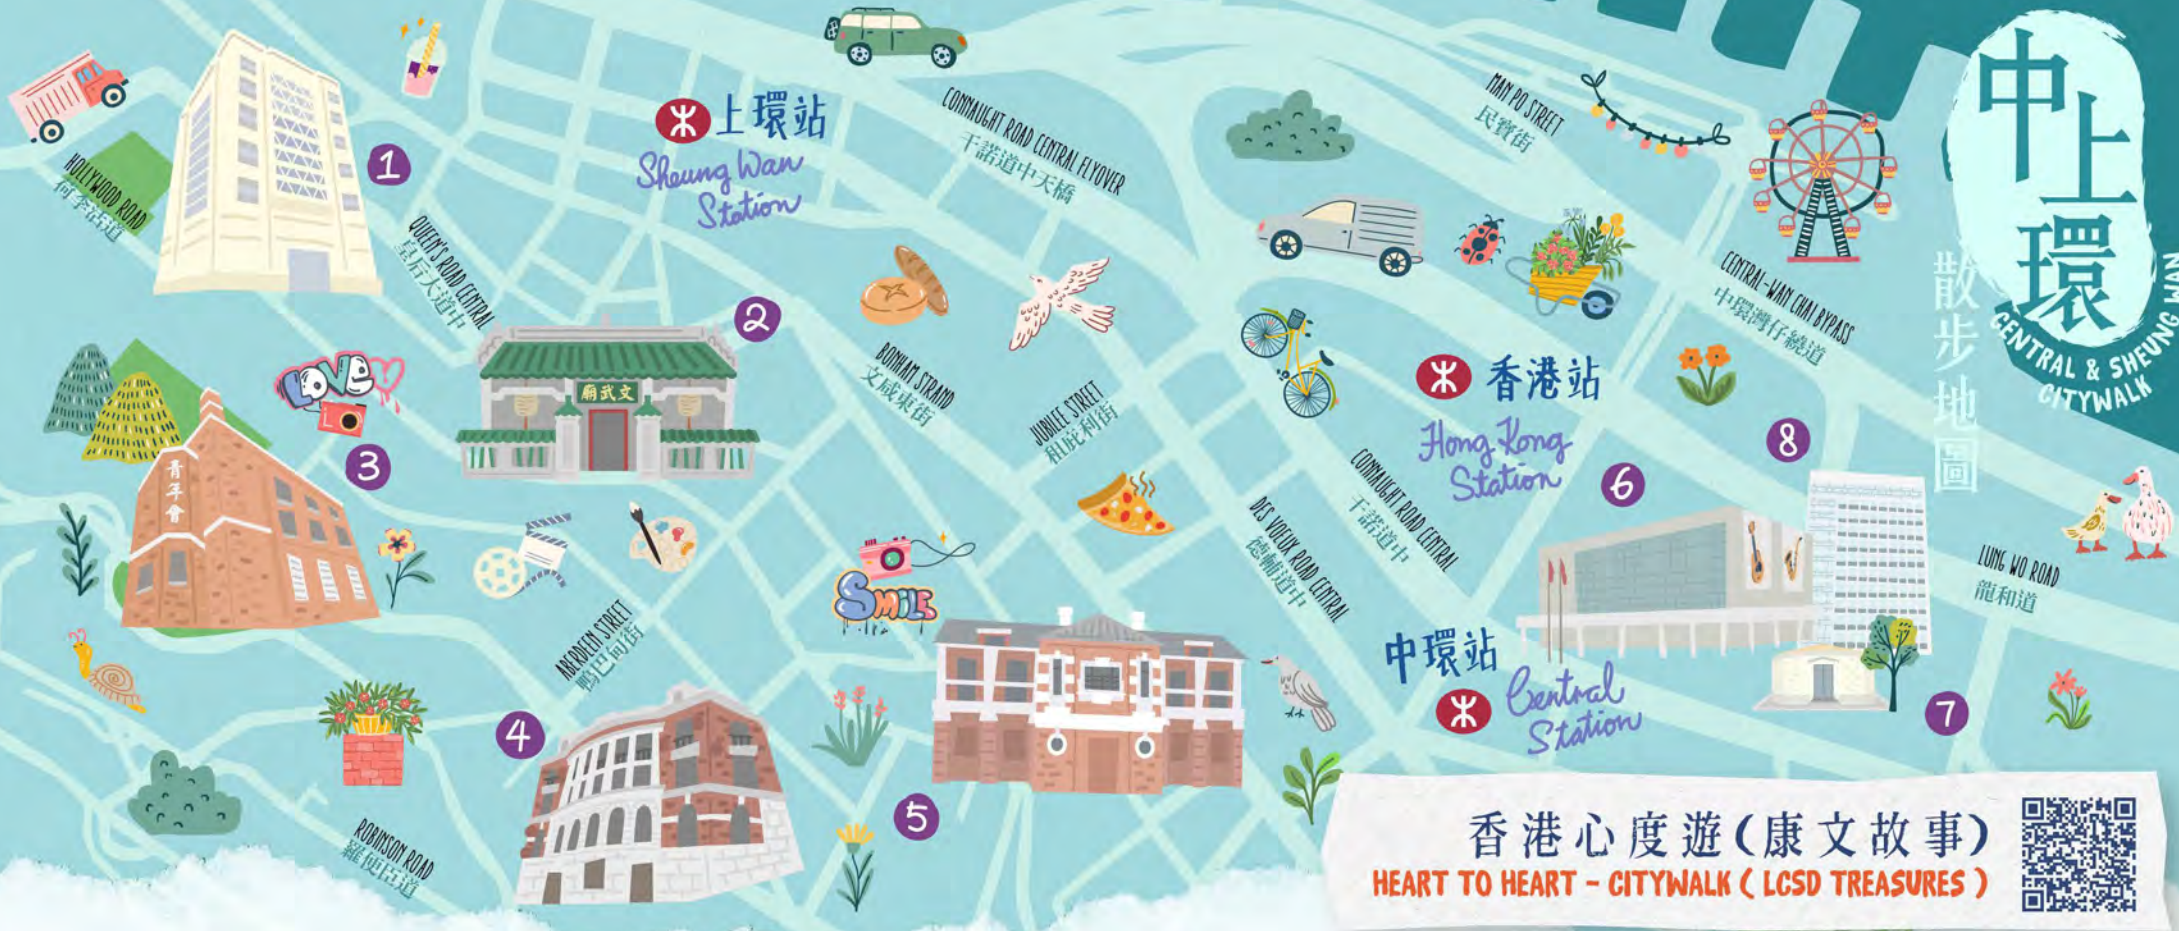 中上環
散步地圖
CENTRAL & SHEUNG WAN
CITYWALK
1
HOLLYWOOD ROAD
荷李活道
QUEEN'S ROAD CENTRAL
皇后大道中
上環站
Sheung Wan
Station
CONNAUGHT ROAD CENTRAL FLYOVER
干諾道中天橋
MAN PO STREET
民寶街
CENTRAL-WAN CHAI BYPASS
中環灣仔繞道
2
文武廟
BONHAM STRAND
文咸東街
JUBILEE STREET
租庇利街
香港站
Hong Kong
Station
LOVE
3
青年會
CONNAUGHT ROAD CENTRAL
干諾道中
DES VOEUX ROAD CENTRAL
德輔道中
6
8
LUNG WO ROAD
龍和道
SMILE
ABERDEEN STREET
鴨巴甸街
4
5
中環站
Central
Station
7
ROBINSON ROAD
羅便臣道
香港心度遊(康文故事)
HEART TO HEART - CITYWALK ( LCSD TREASURES )